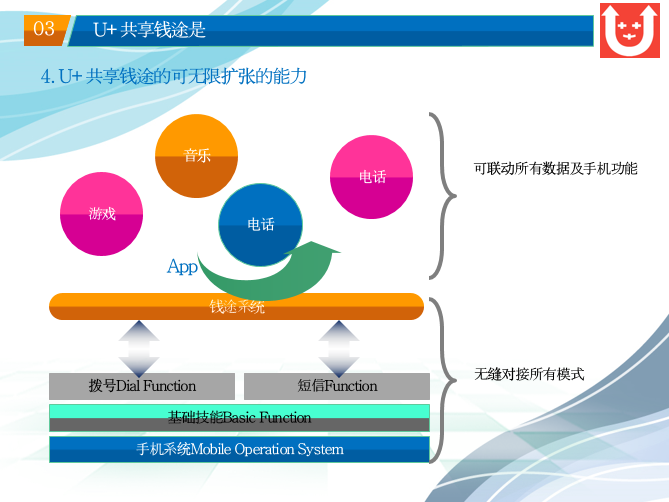 03
U+ 共享钱途是
4. U+ 共享钱途的可无限扩张的能力
音乐
电话
游戏
电话
可联动所有数据及手机功能
App
钱途系统
无缝对接所有模式
拨号Dial Function
短信Function
基础技能Basic Function
手机系统Mobile Operation System